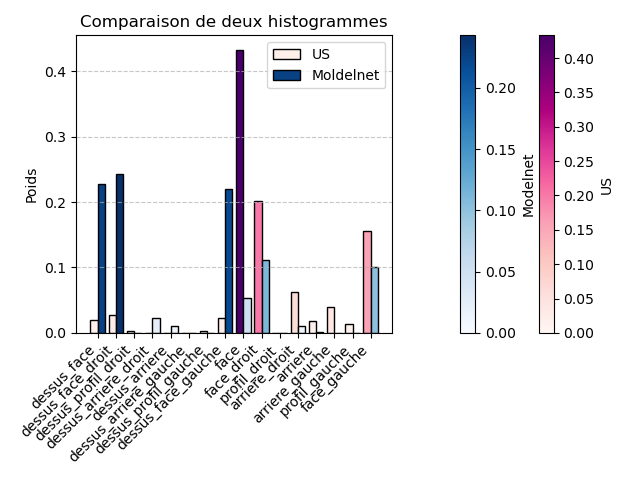 Comparaison de deux histogrammes
US
Moldelnet
Poids
0.4
0.3
0.2
0.1
0.0
dessus_face
dessus_face_droit
dessus_profil_droit
dessus_arriere_droit
dessus_arriere
dessus_arriere_gauche
dessus_profil_gauche
dessus_face_gauche
face
face_droit
profil_droit
arriere_droit
arriere
arriere_gauche
profil_gauche
face_gauche
0.20
0.15
0.10
0.05
0.00
Modelnet
0.40
0.35
0.30
0.25
0.20
0.15
0.10
0.05
0.00
US